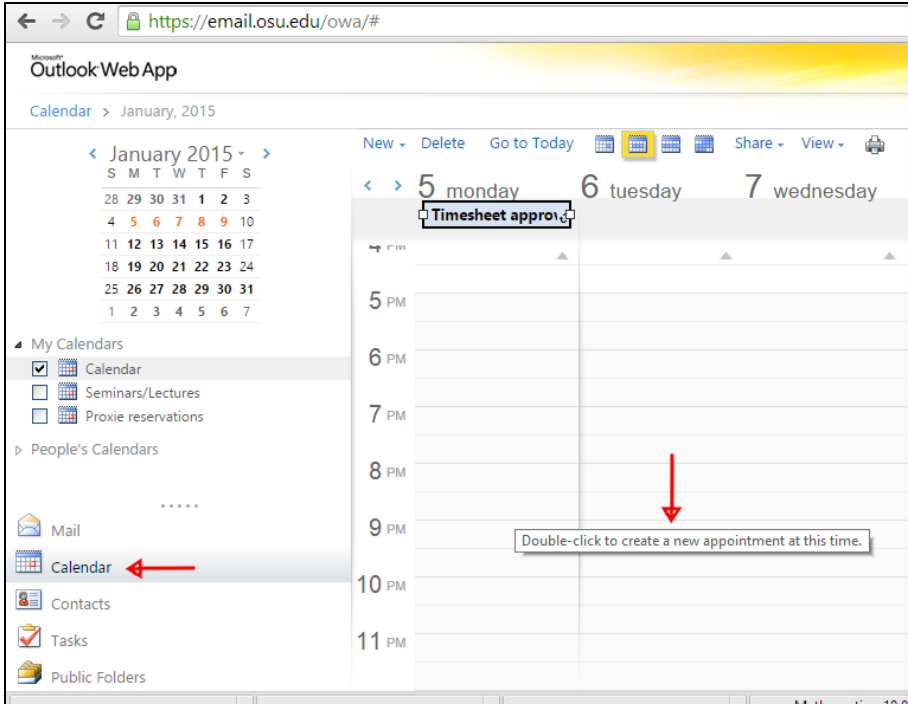 https://email.osu.edu/owa/#
Microsoft®
Outlook Web App
Calendar > January, 2015
January 2015
S M T W T F S
28 29 30 31 1 2 3
4 5 6 7 8 9 10
11 12 13 14 15 16 17
18 19 20 21 22 23 24
25 26 27 28 29 30 31
1 2 3 4 5 6 7
My Calendars
Calendar
Seminars/Lectures
Proxie reservations
People's Calendars
Mail
Calendar
Contacts
Tasks
Public Folders
New Delete Go to Today Share View
5 monday 6 tuesday 7 wednesday
Timesheet approv
4 PM
5 PM
6 PM
7 PM
8 PM
9 PM
Double-click to create a new appointment at this time.
10 PM
11 PM